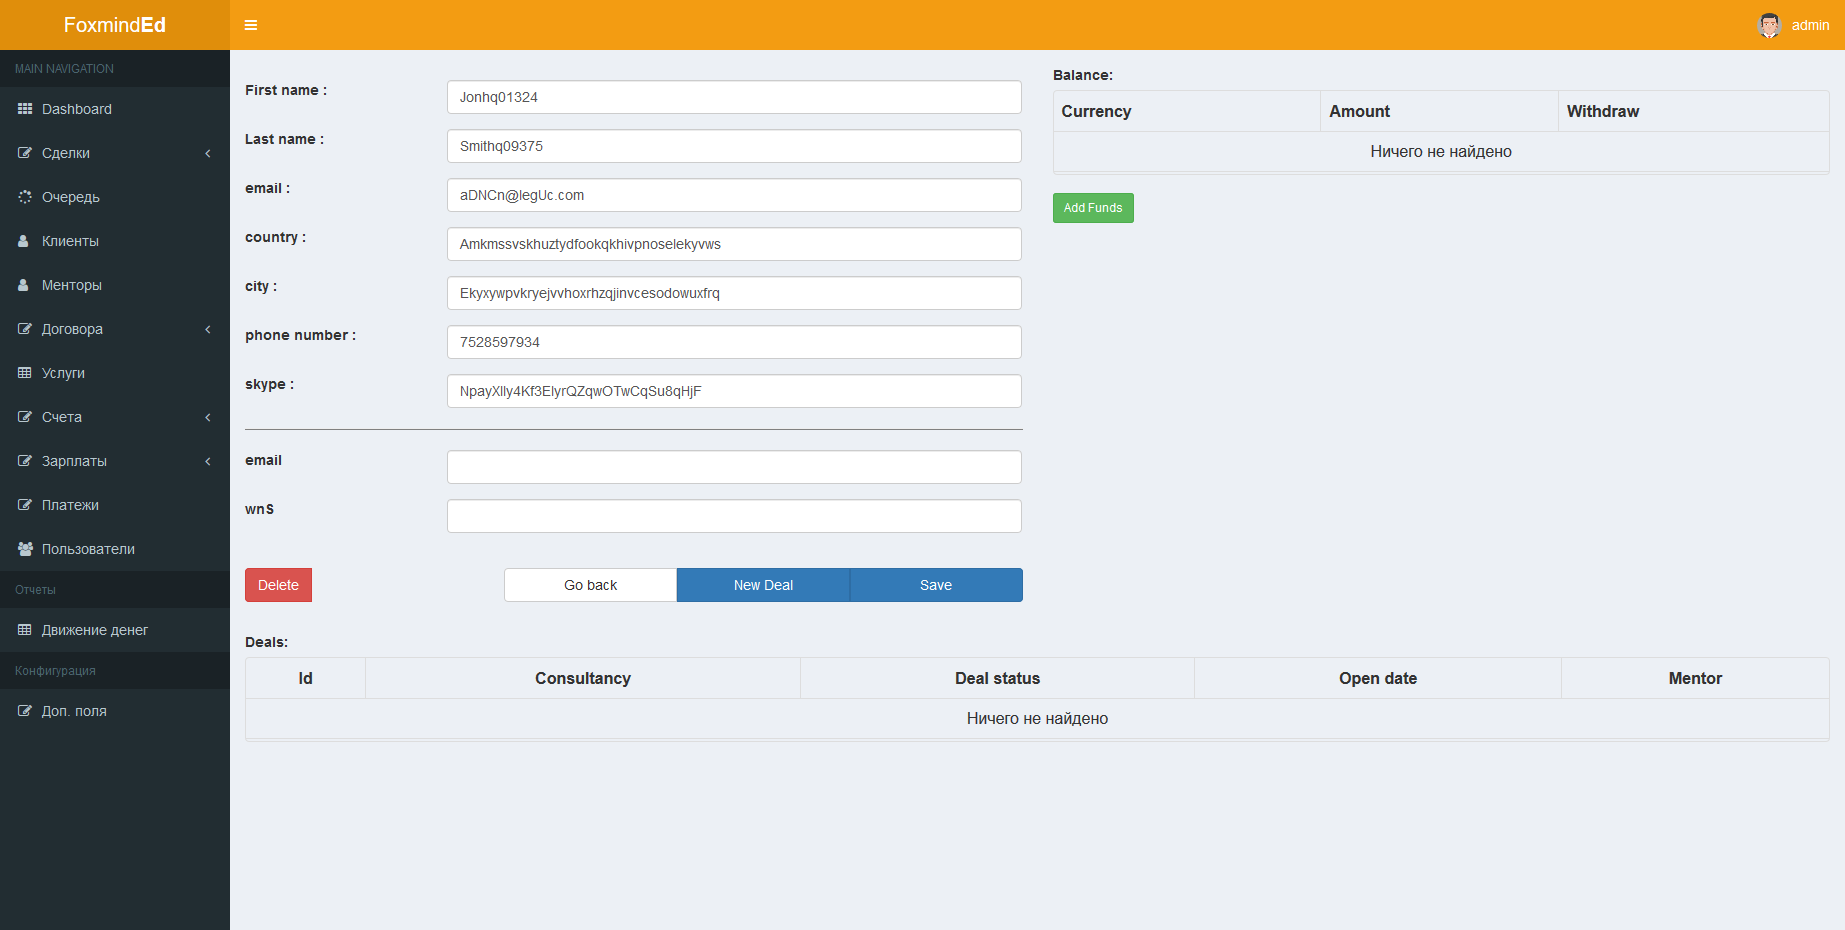 FoxmindEd
admin
MAIN NAVIGATION
Dashboard
Сделки
Очередь
Клиенты
Менторы
Договора
Услуги
Счета
Зарплаты
Платежи
Пользователи
Отчеты
Движение денег
Конфигурация
Доп. поля
First name :
Jonhq01324
Last name :
Smithq09375
email :
aDNCn@legUc.com
country :
Amkmssvskhuztydfookqkhivpnoselekyvws
city :
Ekyxywpvkryejvvhoxrhzqjinvcesodowuxfrq
phone number :
7528597934
skype :
NpayXlly4Kf3ElyrQZqwOTwCqSu8qHjF
email
wnS
Delete
Go back
New Deal
Save
Balance:
Currency Amount Withdraw
Ничего не найдено
Add Funds
Deals:
Id Consultancy Deal status Open date Mentor
Ничего не найдено